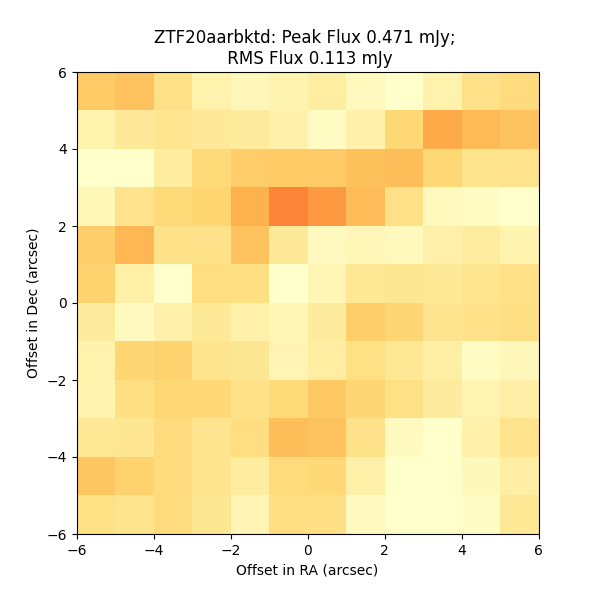 ZTF20aarbktd: Peak Flux 0.471 mJy;
RMS Flux 0.113 mJy
6
4
2
0
−2
−4
−6
Offset in Dec (arcsec)
−6 −4 −2 0 2 4 6
Offset in RA (arcsec)